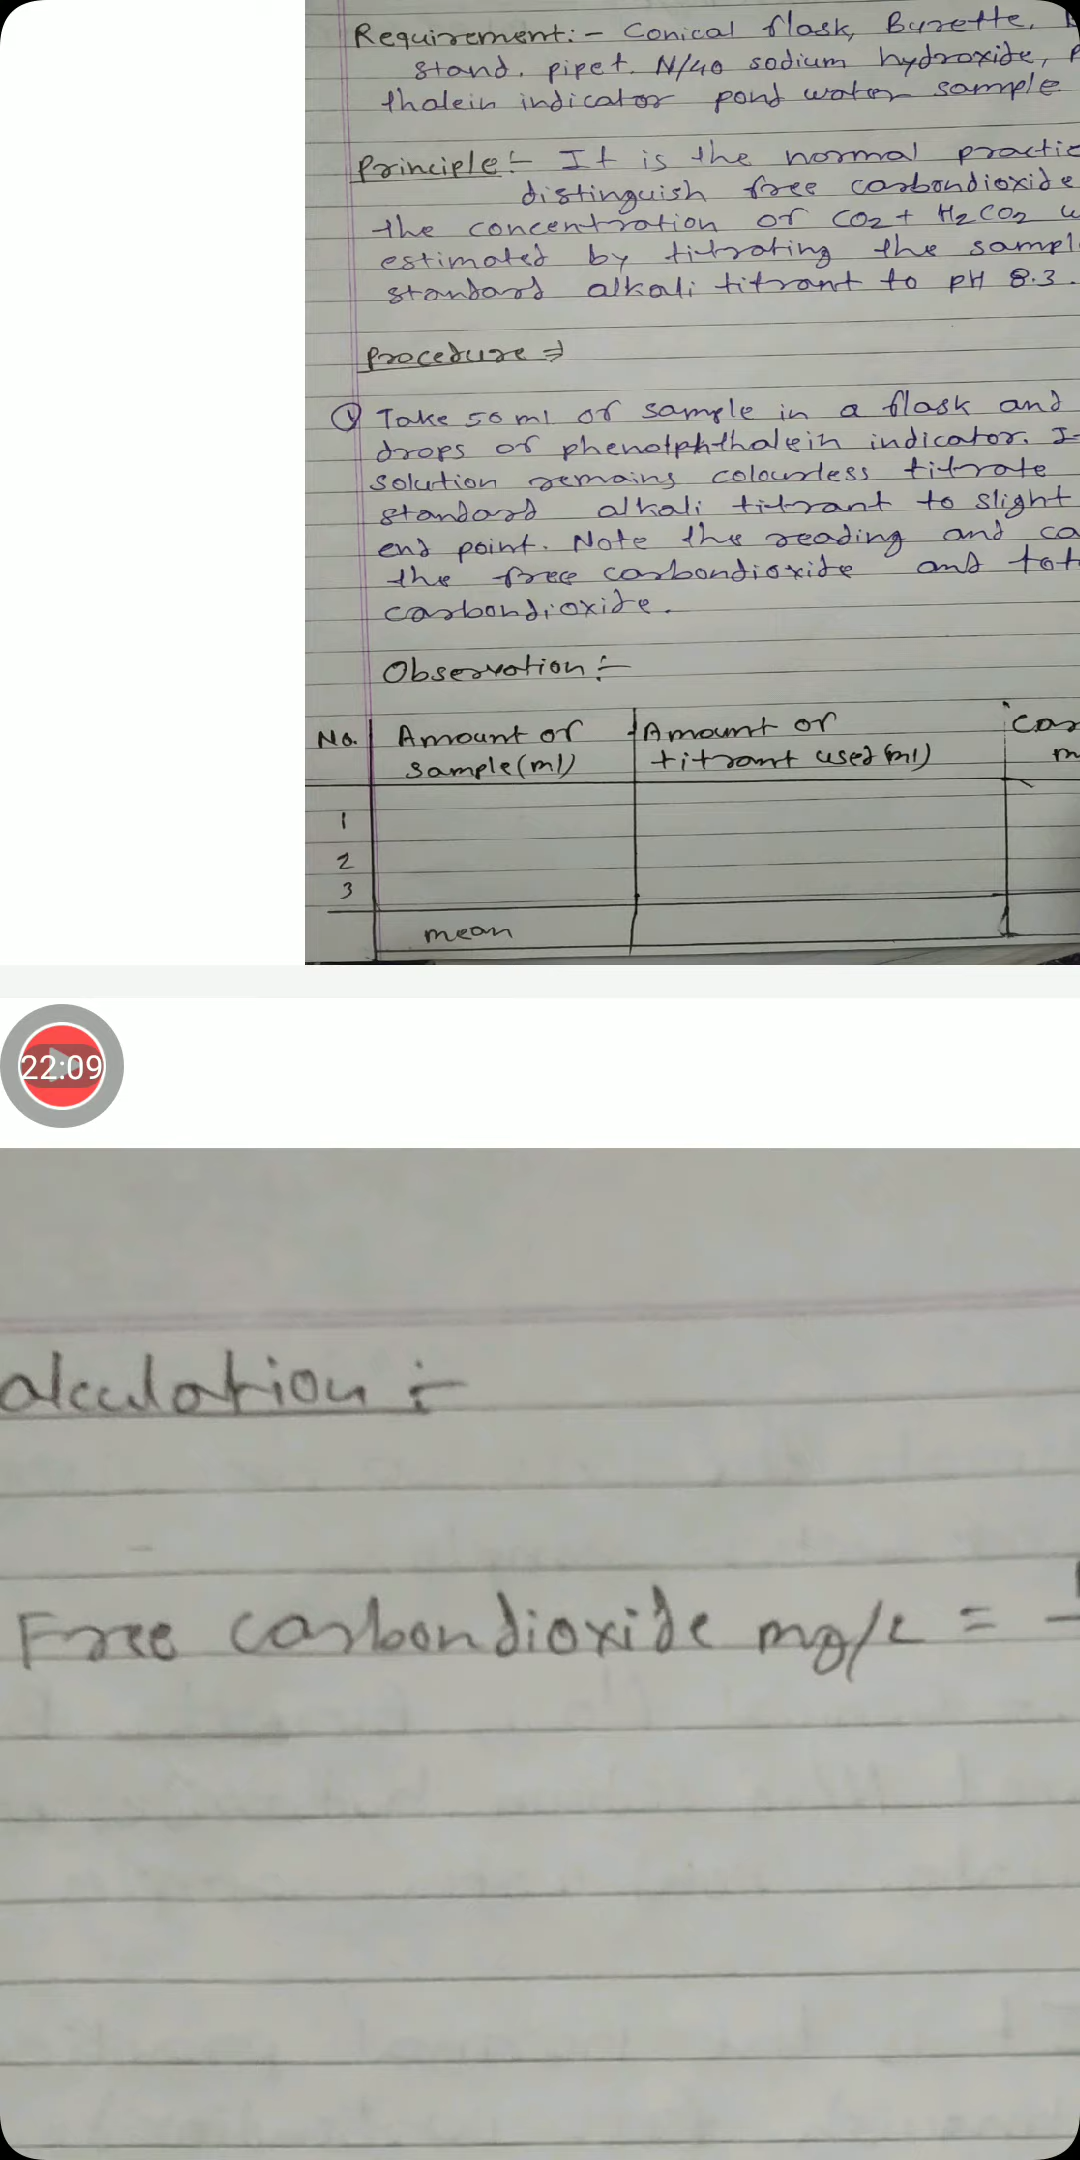 Requirement:- Conical flask, Burette,
stand. pipet. N/40 sodium hydroxide,
thalein indicator pond water sample
Principle:- It is the normal practic
distinguish free carbondioxide
the concentration of CO2 + H2CO2
estimated by titrating the sampl
standard alkali titrant to pH 8.3.
Procedure ⇒
① Take 50 ml of sample in a flask and
drops of phenolphthalein indicator. I
solution remains colourless titrate
standard alkali titrant to slight
end point. Note the reading and ca
the free carbondioxide and tot
carbondioxide.
Observation:-
No. Amount of sample(ml) Amount of titrant used (ml) Car m
1
2
3
mean
22:09
alculation :-
Free carbondioxide mg/L =